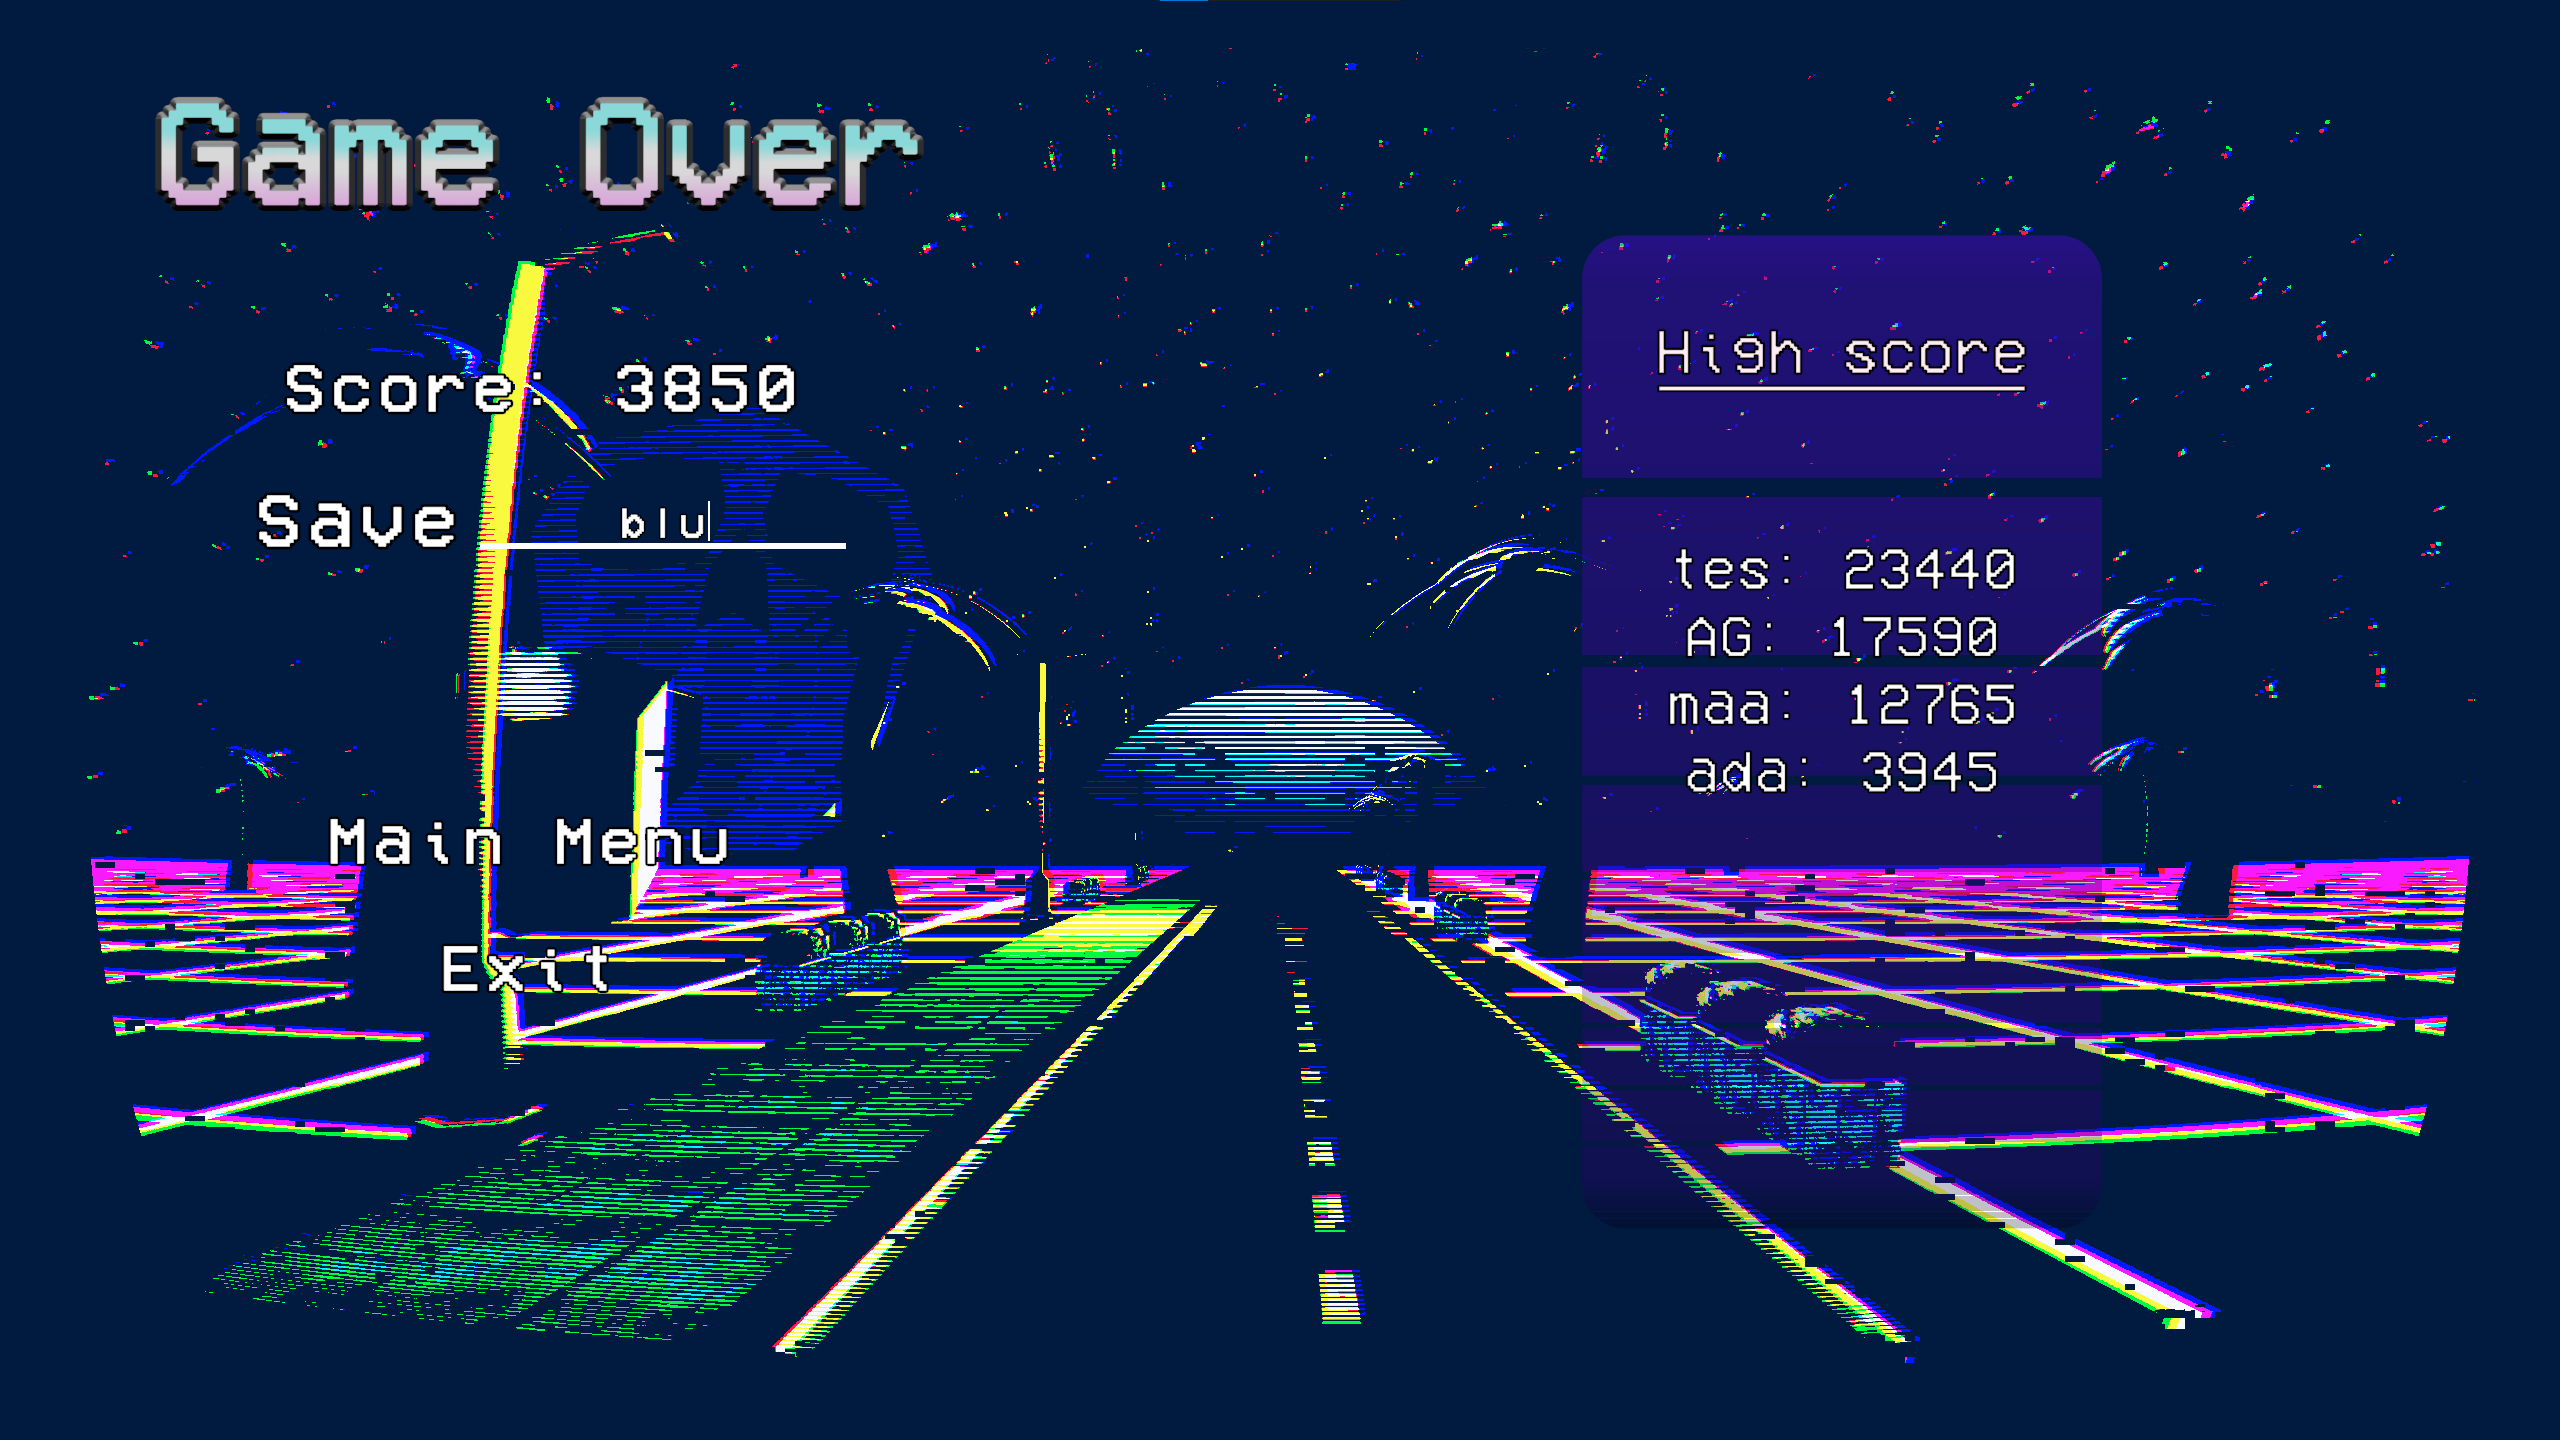 Game Over
Score: 3850
Save blu
Main Menu
Exit
High score
tes: 23440
AG: 17590
maa: 12765
ada: 3945